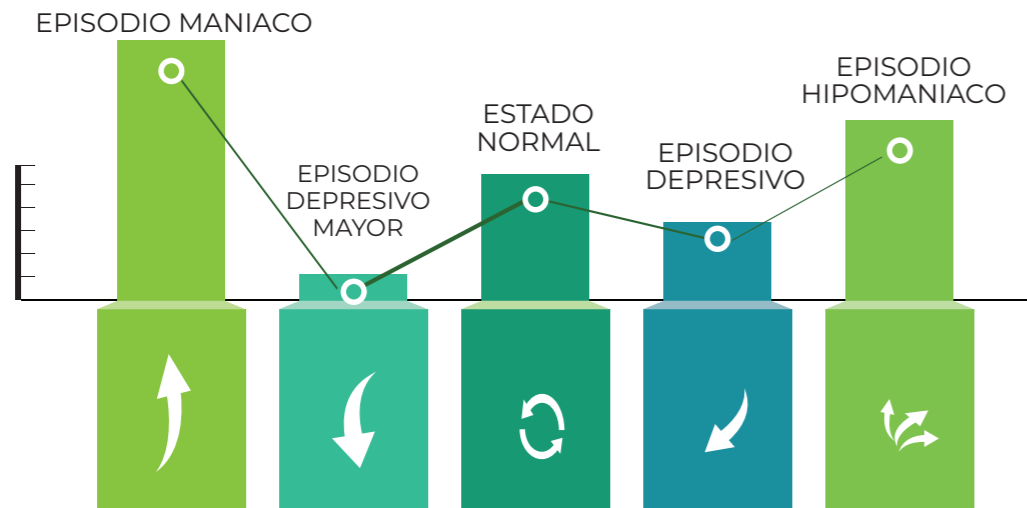 EPISODIO MANIACO
EPISODIO
DEPRESIVO
MAYOR
ESTADO
NORMAL
EPISODIO
DEPRESIVO
EPISODIO
HIPOMANIACO